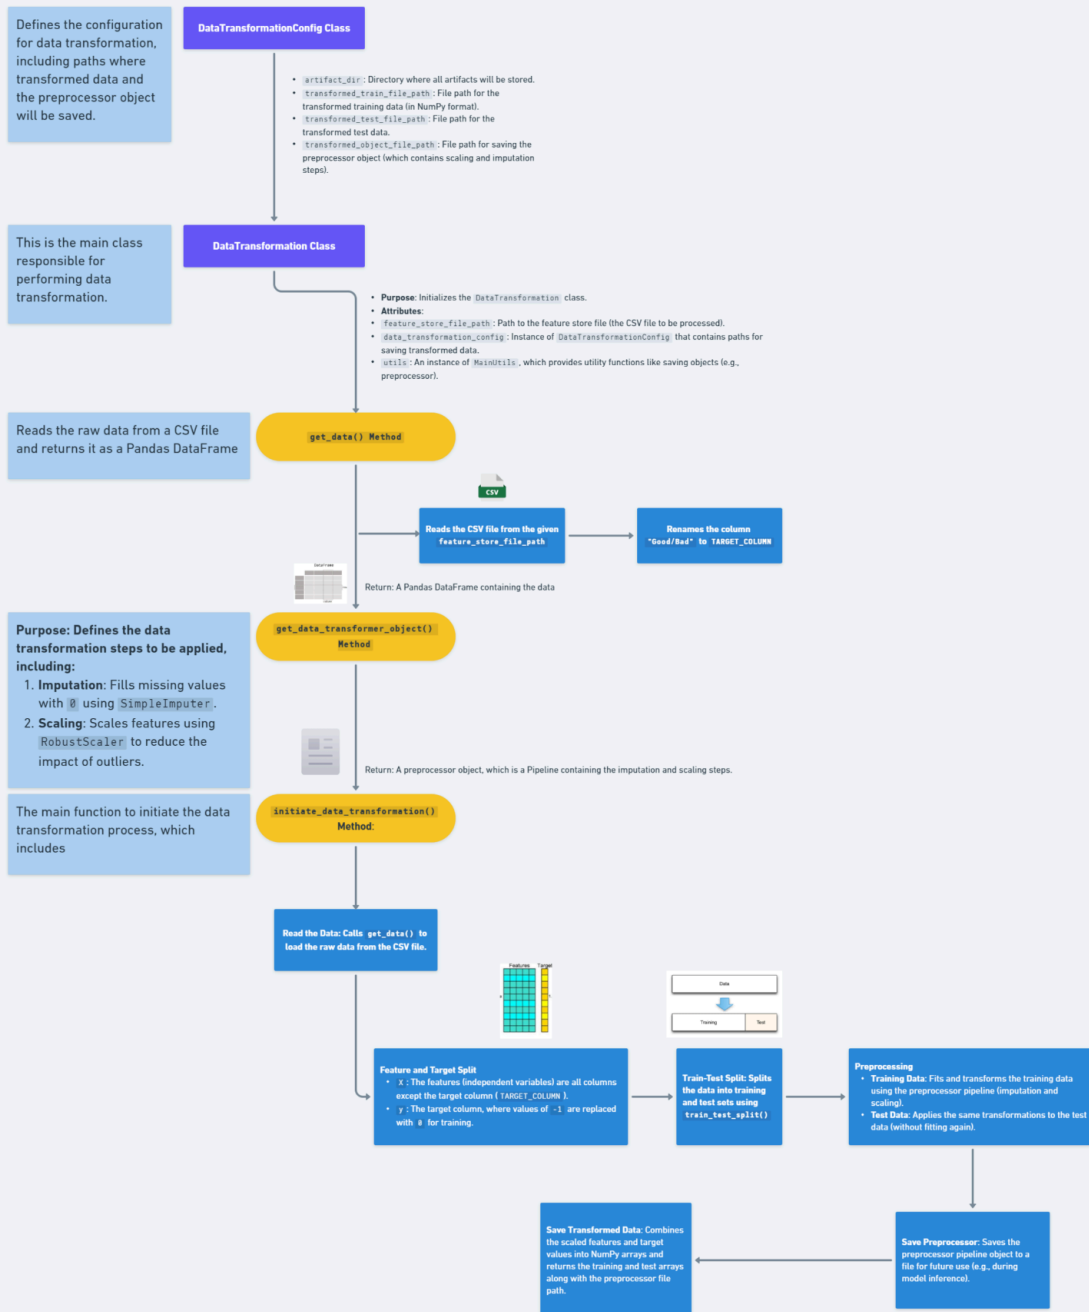 Defines the configuration
for data transformation,
including paths where
transformed data and
the preprocessor object
will be saved.
DataTransformationConfig Class
• artifact_dir : Directory where all artifacts will be stored.
• transformed_train_file_path : File path for the
transformed training data (in NumPy format).
• transformed_test_file_path : File path for the
transformed test data.
• transformed_object_file_path : File path for saving the
preprocessor object (which contains scaling and imputation
steps).
This is the main class
responsible for
performing data
transformation.
DataTransformation Class
• Purpose: Initializes the DataTransformation class.
• Attributes:
• feature_store_file_path : Path to the feature store file (the CSV file to be processed).
• data_transformation_config : Instance of DataTransformationConfig that contains paths for
saving transformed data.
• utils : An instance of MainUtils , which provides utility functions like saving objects (e.g.,
preprocessor).
Reads the raw data from a CSV file
and returns it as a Pandas DataFrame
get_data() Method
CSV
Reads the CSV file from the given
feature_store_file_path
Renames the column
"Good/Bad" to TARGET_COLUMN
DataFrame
Return: A Pandas DataFrame containing the data
Purpose: Defines the data
transformation steps to be applied,
including:
1. Imputation: Fills missing values
with 0 using SimpleImputer .
2. Scaling: Scales features using
RobustScaler to reduce the
impact of outliers.
get_data_transformer_object()
Method
Return: A preprocessor object, which is a Pipeline containing the imputation and scaling steps.
The main function to initiate the data
transformation process, which
includes
initiate_data_transformation()
Method:
Read the Data: Calls get_data() to
load the raw data from the CSV file.
Features Target
Data
Training Test
Feature and Target Split
• X : The features (independent variables) are all columns
except the target column ( TARGET_COLUMN ).
• y : The target column, where values of -1 are replaced
with 0 for training.
Train-Test Split: Splits
the data into training
and test sets using
train_test_split()
Preprocessing
• Training Data: Fits and transforms the training data
using the preprocessor pipeline (imputation and
scaling).
• Test Data: Applies the same transformations to the test
data (without fitting again).
Save Transformed Data: Combines
the scaled features and target
values into NumPy arrays and
returns the training and test arrays
along with the preprocessor file
path.
Save Preprocessor: Saves the
preprocessor pipeline object to a
file for future use (e.g., during
model inference).